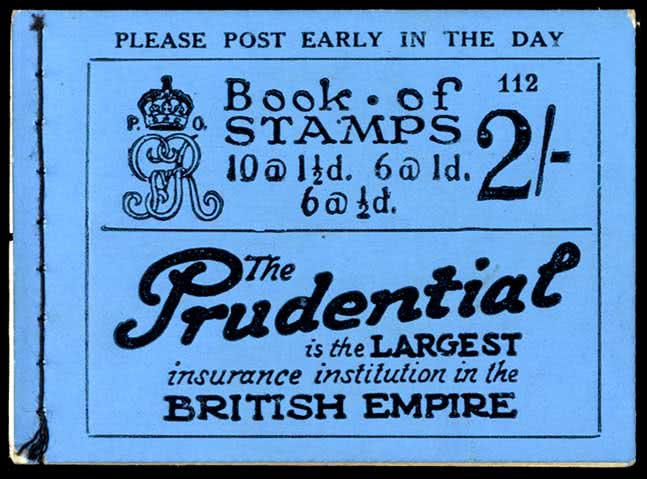 PLEASE POST EARLY IN THE DAY
P. O.
GRV
Book · of
STAMPS
10 @ 1½d. 6 @ 1d.
6 @ ½d.
112
2/-
The
Prudential
is the LARGEST
insurance institution in the
BRITISH EMPIRE